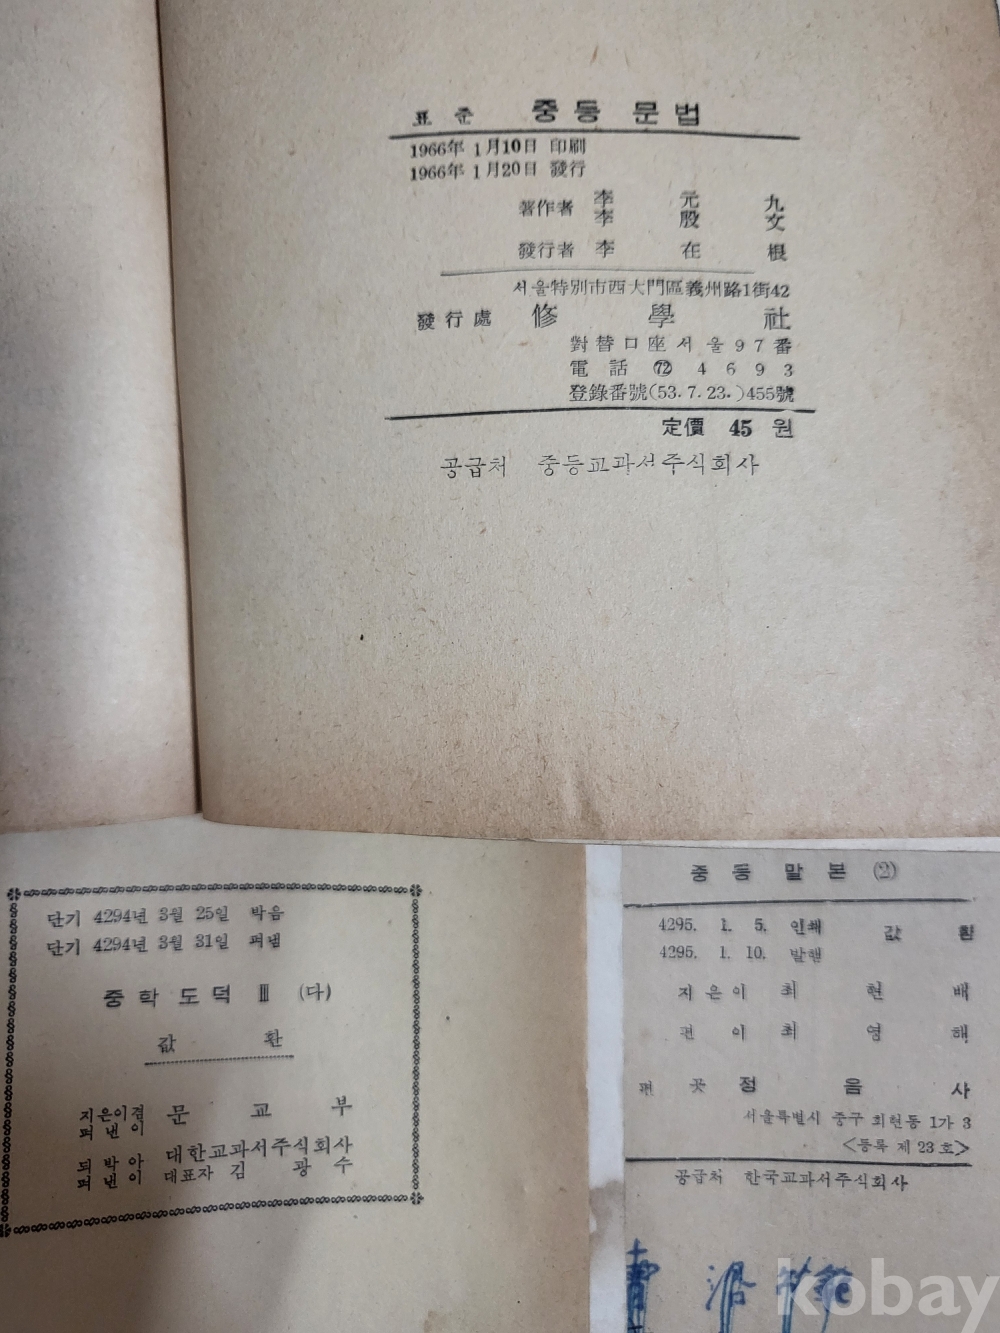 표준 중등 문법
1966年 1月10日 印刷
1966年 1月20日 發行
著作者 李元九
李殷文
發行者 李在根
서울特別市西大門區義州路1街42
發行處 修學社
對替口座서울97番
電話 ㉗ 4693
登錄番號(53.7.23.)455號
定價 45 원
공급처 중등교과서주식회사
단기 4294년 3월 25일 박음
단기 4294년 3월 31일 펴냄
중학 도덕 Ⅲ (다)
값 환
지은이겸
펴낸이 문교부
되박아
펴낸이 대한교과서주식회사
대표자 김광수
중등 말본 (2)
4295. 1. 5. 인쇄 값 환
4295. 1. 10. 발행
지은이 최현배
편이 최영해
펴곳 정음사
서울특별시 중구 회현동 1가 3
<등록 제 23호>
공급처 한국교과서주식회사
kobay